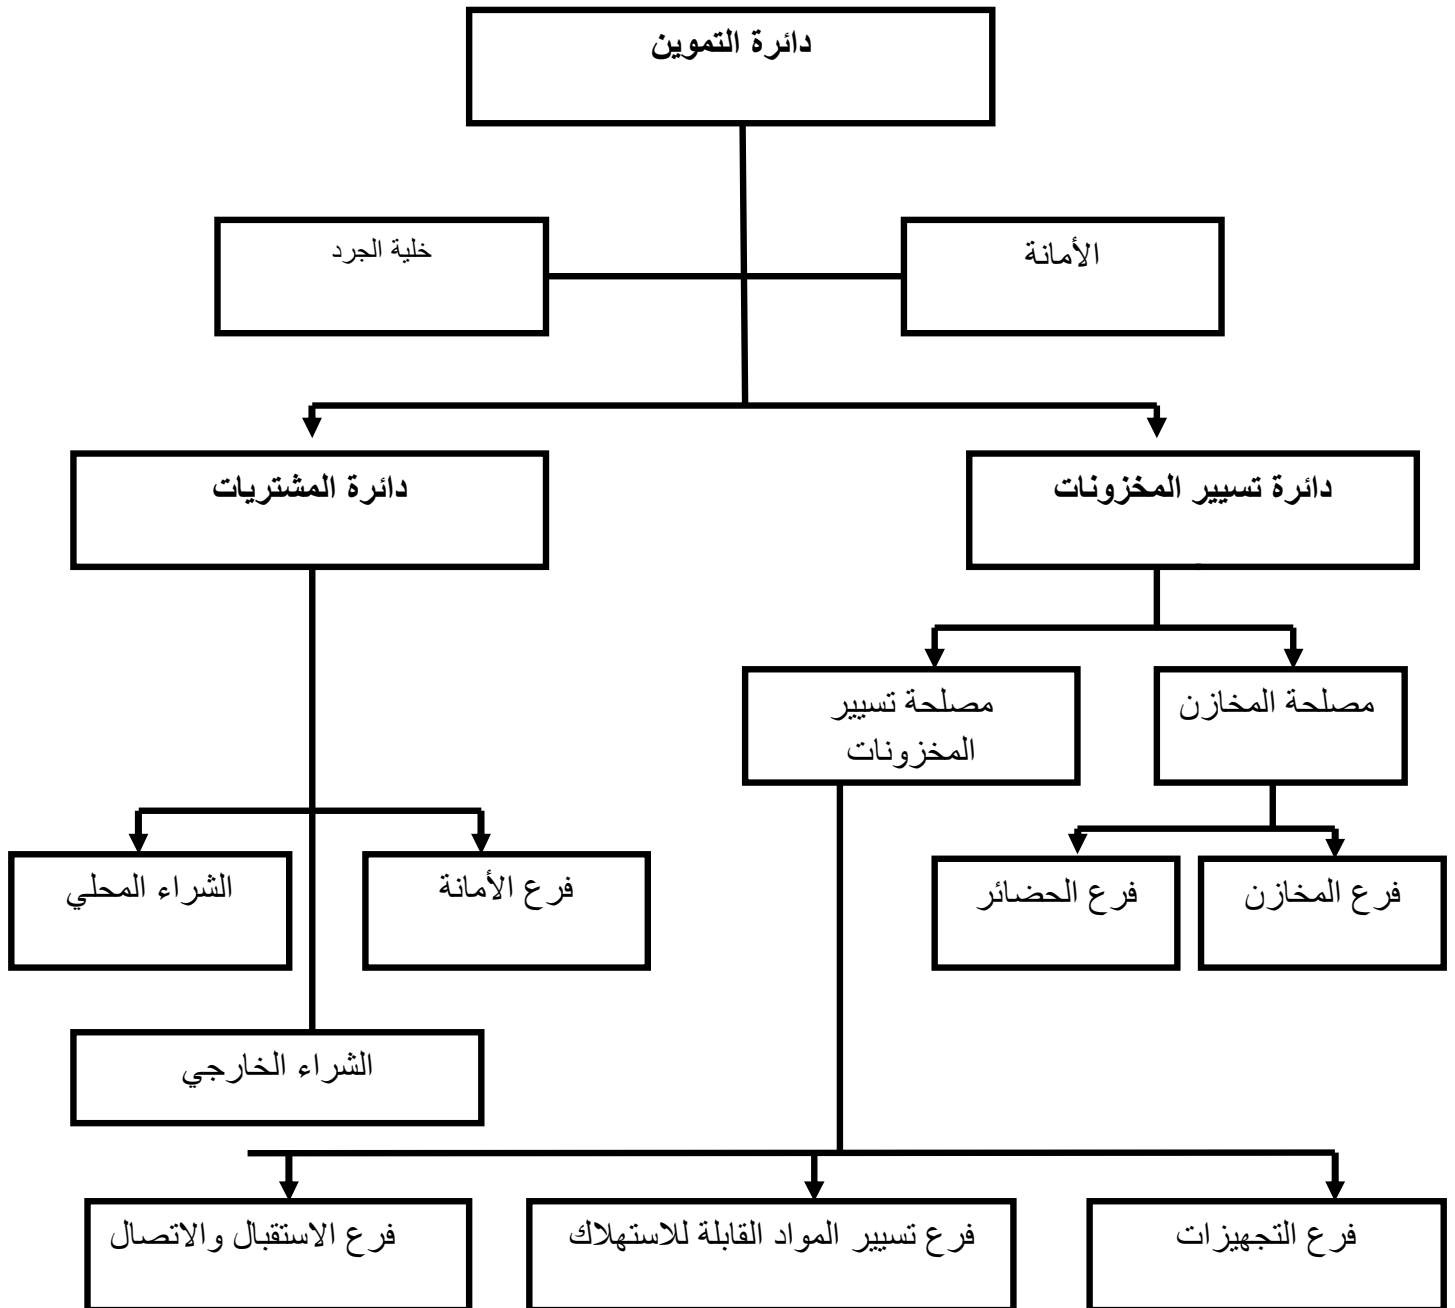 دائرة التموين
الأمانة
خلية الجرد
دائرة تسيير المخزونات
دائرة المشتريات
مصلحة المخازن
مصلحة تسيير
المخزونات
فرع المخازن
فرع الحضائر
فرع الأمانة
الشراء المحلي
الشراء الخارجي
فرع التجهيزات
فرع تسيير المواد القابلة للاستهلاك
فرع الاستقبال والاتصال